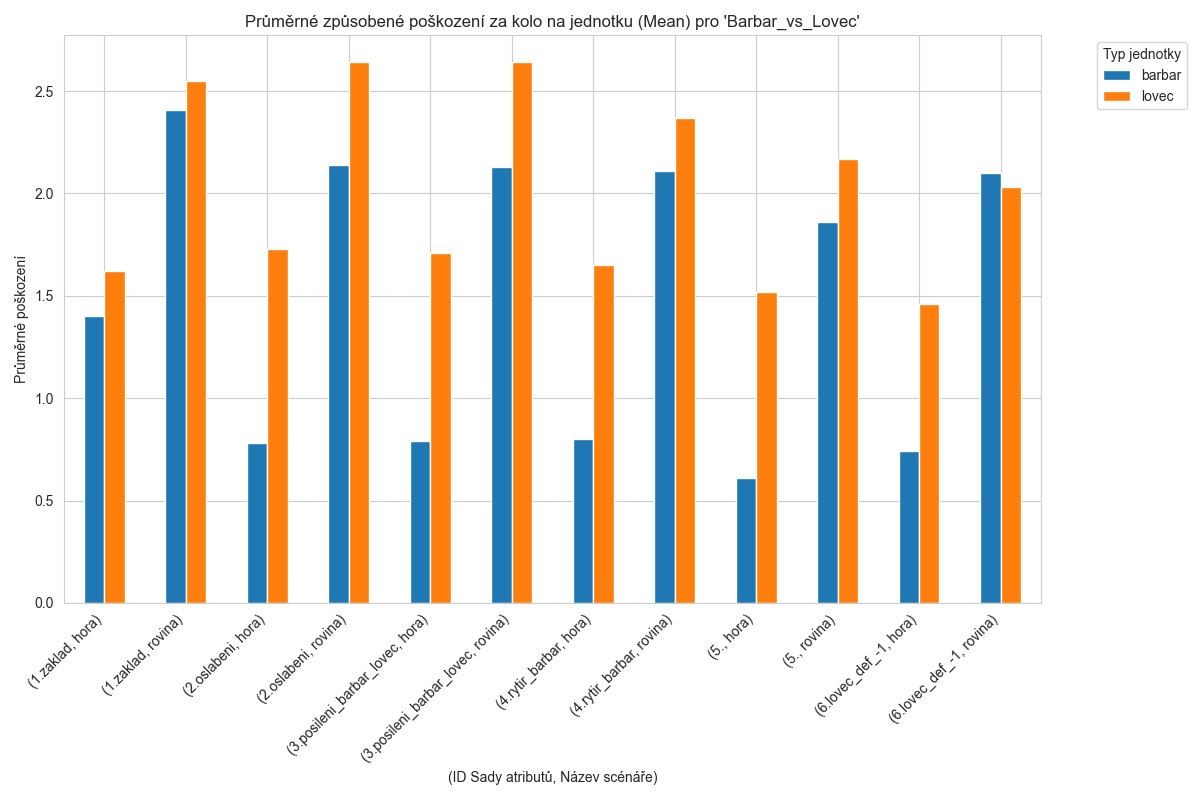 Průměrné způsobené poškození za kolo na jednotku (Mean) pro 'Barbar_vs_Lovec'
Typ jednotky
barbar
lovec
Průměrné poškození
2.5
2.0
1.5
1.0
0.5
0.0
(1.zaklad, hora)
(1.zaklad, rovina)
(2.oslabeni, hora)
(2.oslabeni, rovina)
(3.posileni_barbar_lovec, hora)
(3.posileni_barbar_lovec, rovina)
(4.rytir_barbar, hora)
(4.rytir_barbar, rovina)
(5., hora)
(5., rovina)
(6.lovec_def_-1, hora)
(6.lovec_def_-1, rovina)
(ID Sady atributů, Název scénáře)